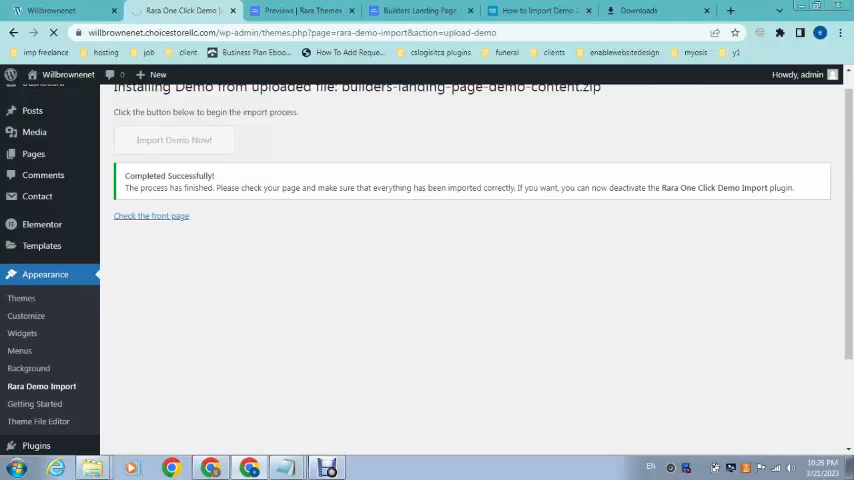 Willbrownenet
Rara One Click Demo I
Previews | Rara Themes
Builders Landing Page
How to Import Demo
Downloads
willbrownenet.choicestorellc.com/wp-admin/themes.php?page=rara-demo-import&action=upload-demo
e
imp freelance
hosting
job
client
Business Plan Eboo...
How To Add Reque...
cslogisitca plugins
funeral
clients
enablewebsitedesign
myosis
y1
Willbrownenet
0
New
Howdy, admin
Dashboard
Posts
Media
Pages
Comments
Contact
Elementor
Templates
Appearance
Themes
Customize
Widgets
Menus
Background
Rara Demo Import
Getting Started
Theme File Editor
Plugins
Installing Demo from uploaded file: builders-landing-page-demo-content.zip
Click the button below to begin the import process.
Import Demo Now!
Completed Successfully!
The process has finished. Please check your page and make sure that everything has been imported correctly. If you want, you can now deactivate the Rara One Click Demo Import plugin.
Check the front page
EN
10:26 PM
3/21/2023